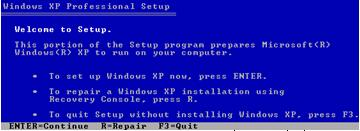 Windows XP Professional Setup
Welcome to Setup.
This portion of the Setup program prepares Microsoft(R)
Windows(R) XP to run on your computer.
• To set up Windows XP now, press ENTER.
• To repair a Windows XP installation using
Recovery Console, press R.
• To quit Setup without installing Windows XP, press F3.
ENTER=Continue R=Repair F3=Quit